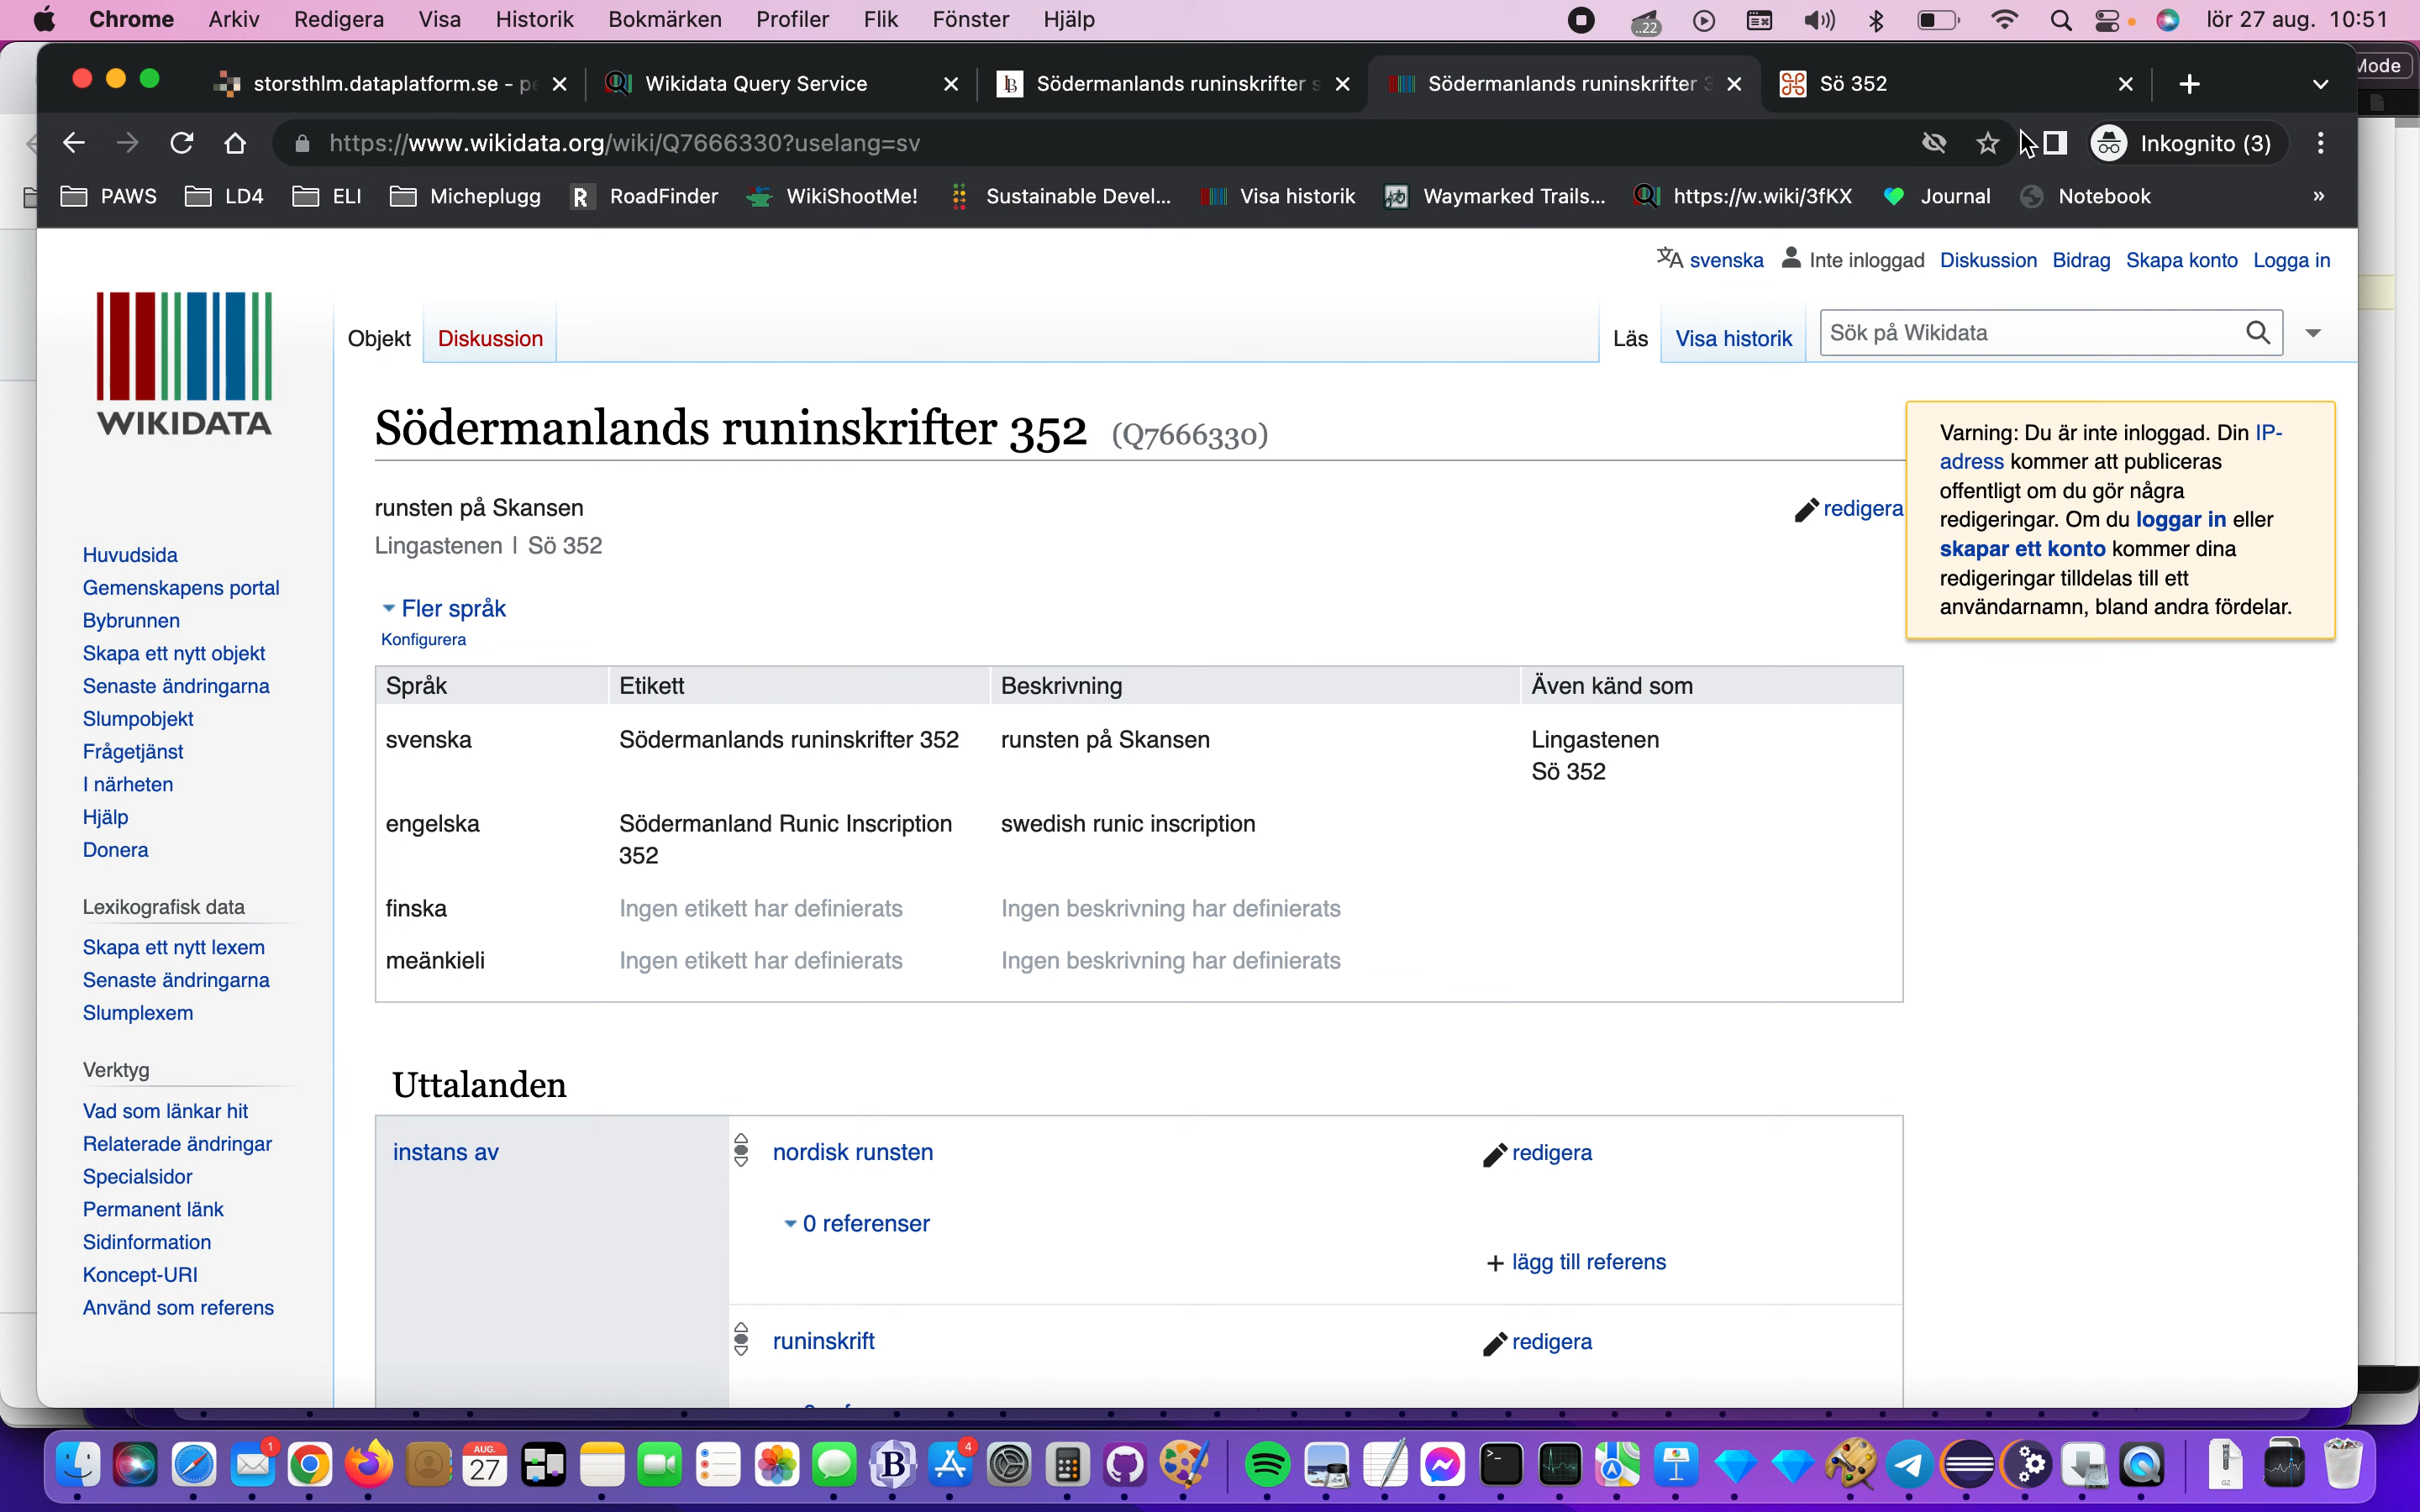 Chrome Arkiv Redigera Visa Historik Bokmärken Profiler Flik Fönster Hjälp
..22
lör 27 aug. 10:51
Mode
storsthlm.dataplatform.se - pe
Wikidata Query Service
Södermanlands runinskrifter s
Södermanlands runinskrifter 3
Sö 352
https://www.wikidata.org/wiki/Q7666330?uselang=sv
Inkognito (3)
PAWS LD4 ELI Micheplugg RoadFinder WikiShootMe! Sustainable Devel... Visa historik Waymarked Trails... https://w.wiki/3fKX Journal Notebook »
svenska Inte inloggad Diskussion Bidrag Skapa konto Logga in
WIKIDATA
Objekt Diskussion
Läs Visa historik
Sök på Wikidata
Södermanlands runinskrifter 352 (Q7666330)
runsten på Skansen
redigera
Lingastenen | Sö 352
Varning: Du är inte inloggad. Din IP-
adress kommer att publiceras
offentligt om du gör några
redigeringar. Om du loggar in eller
skapar ett konto kommer dina
redigeringar tilldelas till ett
användarnamn, bland andra fördelar.
Fler språk
Konfigurera
Språk Etikett Beskrivning Även känd som
svenska Södermanlands runinskrifter 352 runsten på Skansen Lingastenen
Sö 352
engelska Södermanland Runic Inscription swedish runic inscription
352
finska Ingen etikett har definierats Ingen beskrivning har definierats
meänkieli Ingen etikett har definierats Ingen beskrivning har definierats
Uttalanden
instans av
nordisk runsten redigera
0 referenser
+ lägg till referens
runinskrift redigera
Huvudsida
Gemenskapens portal
Bybrunnen
Skapa ett nytt objekt
Senaste ändringarna
Slumpobjekt
Frågetjänst
I närheten
Hjälp
Donera
Lexikografisk data
Skapa ett nytt lexem
Senaste ändringarna
Slumplexem
Verktyg
Vad som länkar hit
Relaterade ändringar
Specialsidor
Permanent länk
Sidinformation
Koncept-URI
Använd som referens
1
AUG.
27
4
GZ